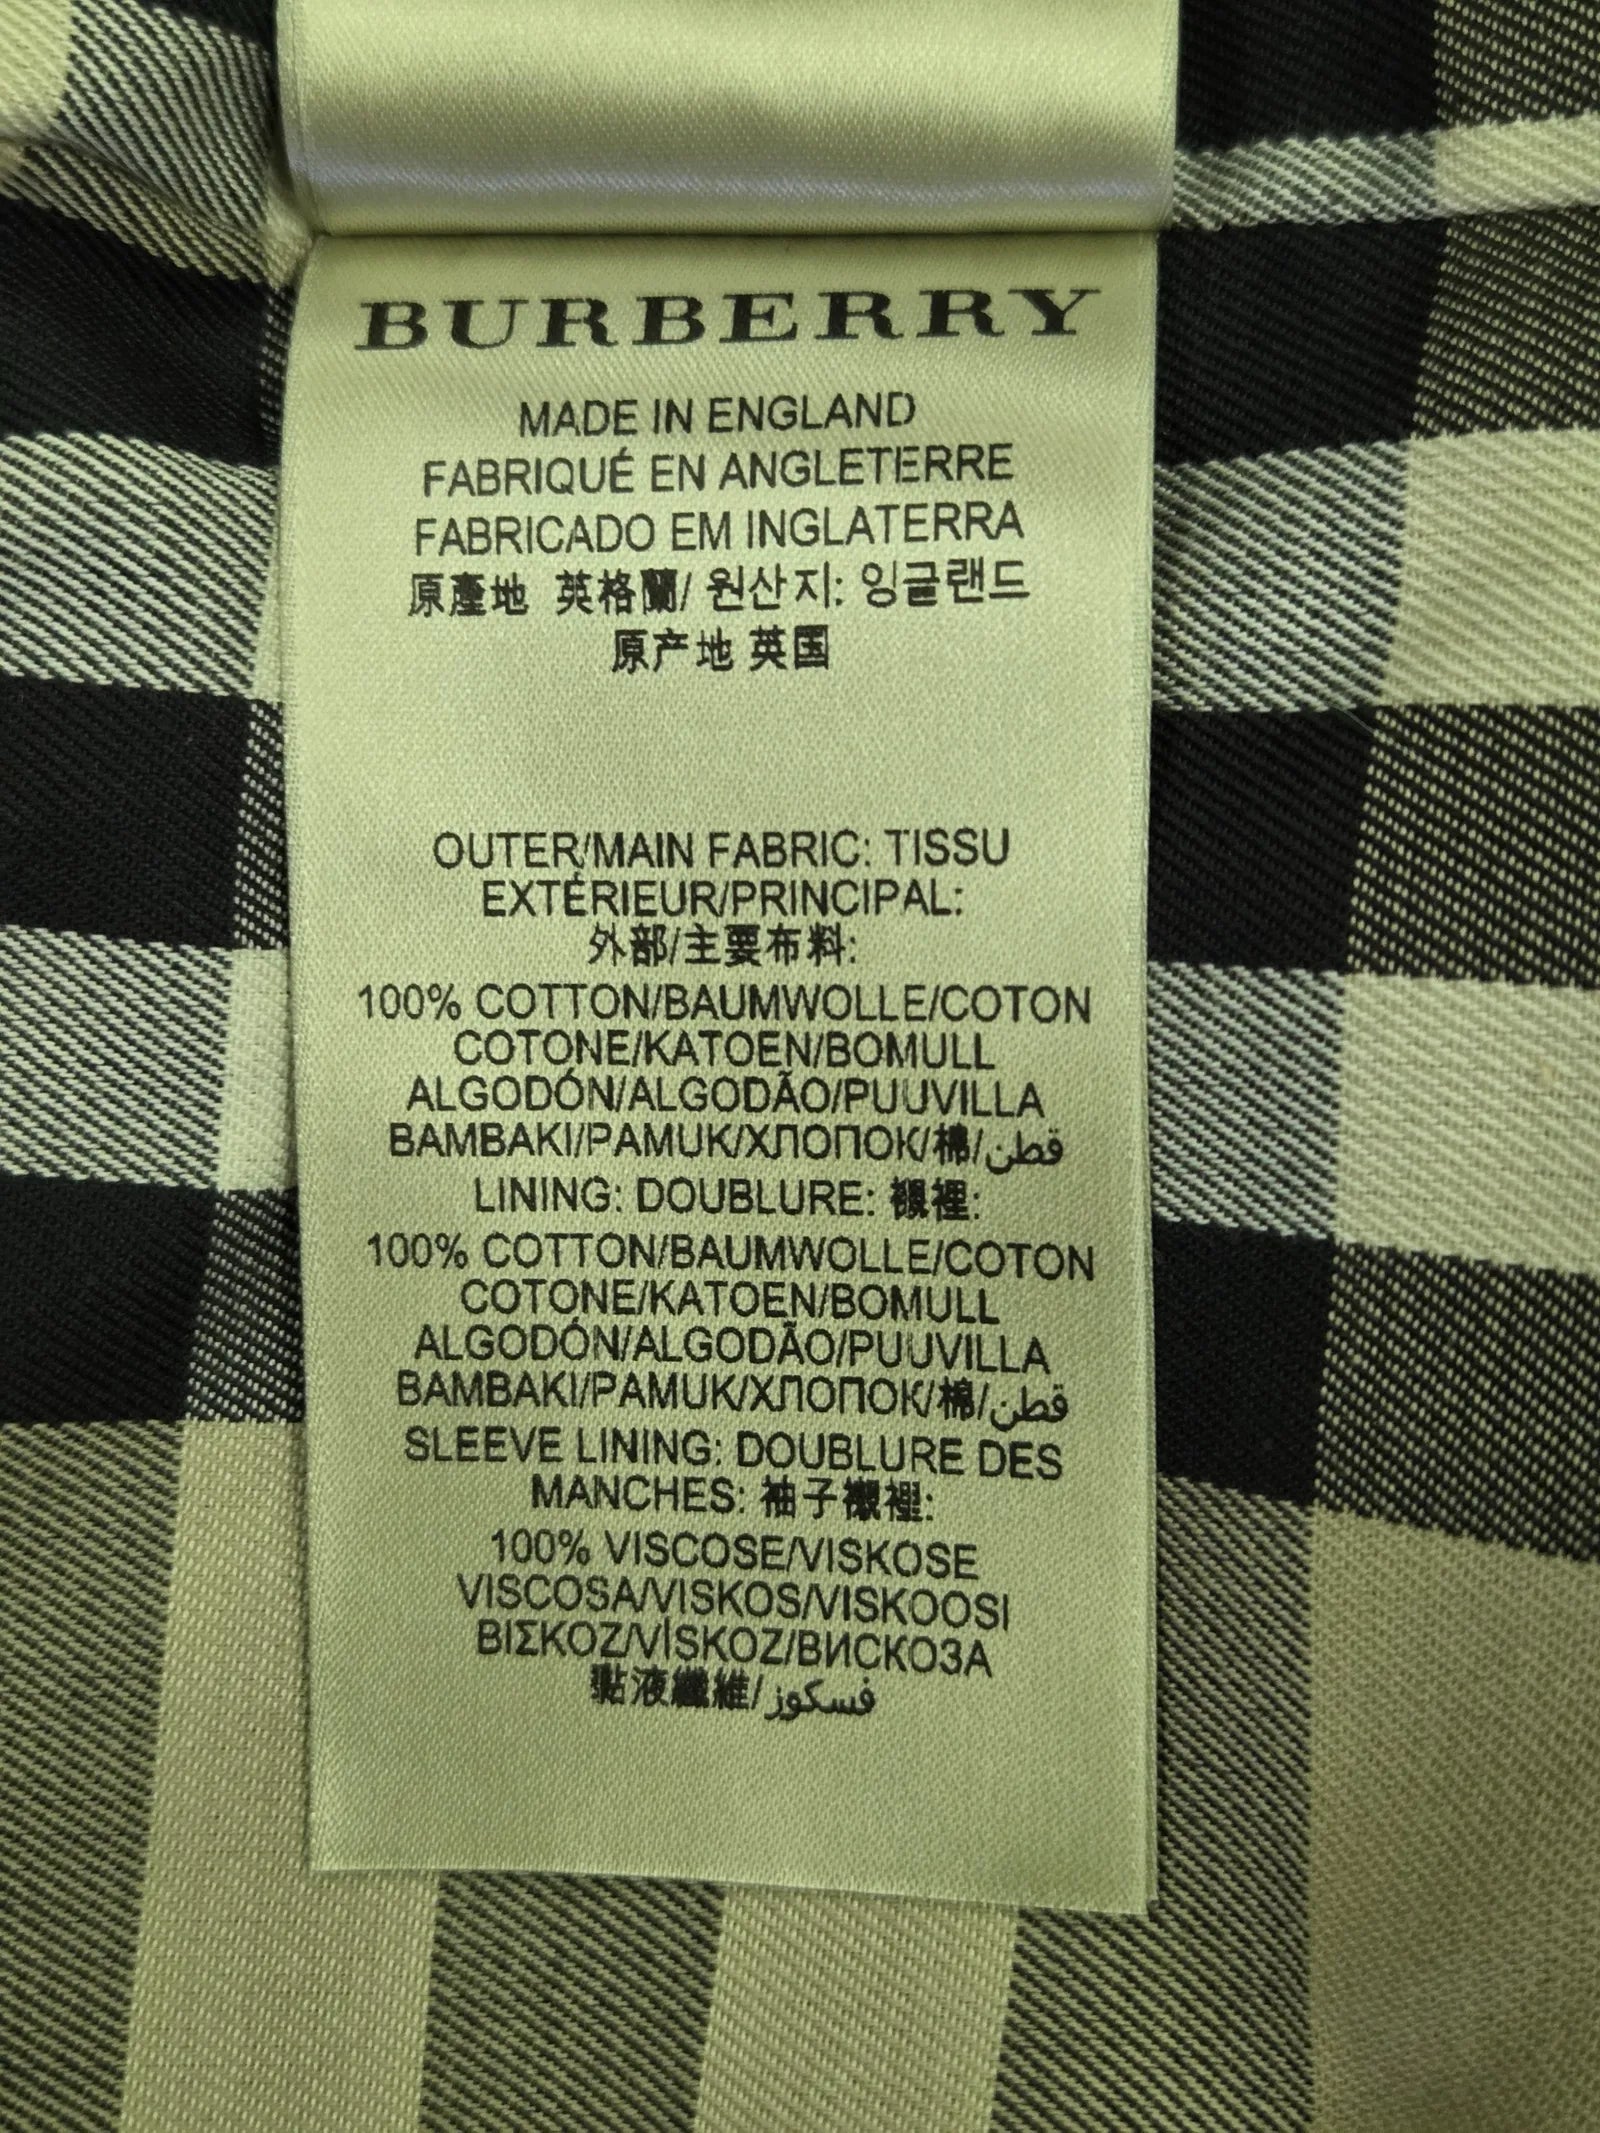 BURBERRY
MADE IN ENGLAND
FABRIQUÉ EN ANGLETERRE
FABRICADO EM INGLATERRA
原產地 英格蘭/ 원산지: 잉글랜드
原产地 英国
OUTER/MAIN FABRIC: TISSU
EXTÉRIEUR/PRINCIPAL:
外部/主要布料:
100% COTTON/BAUMWOLLE/COTON
COTONE/KATOEN/BOMULL
ALGODÓN/ALGODÃO/PUUVILLA
BAMBAKI/PAMUK/ХЛОПОК/棉/قطن
LINING: DOUBLURE: 襯裡:
100% COTTON/BAUMWOLLE/COTON
COTONE/KATOEN/BOMULL
ALGODÓN/ALGODÃO/PUUVILLA
BAMBAKI/PAMUK/ХЛОПОК/棉/قطن
SLEEVE LINING: DOUBLURE DES
MANCHES: 袖子襯裡:
100% VISCOSE/VISKOSE
VISCOSA/VISKOS/VISKOOSI
ΒΙΣΚΟΖ/VİSKOZ/ВИСКОЗА
黏液纖維/فسكوز